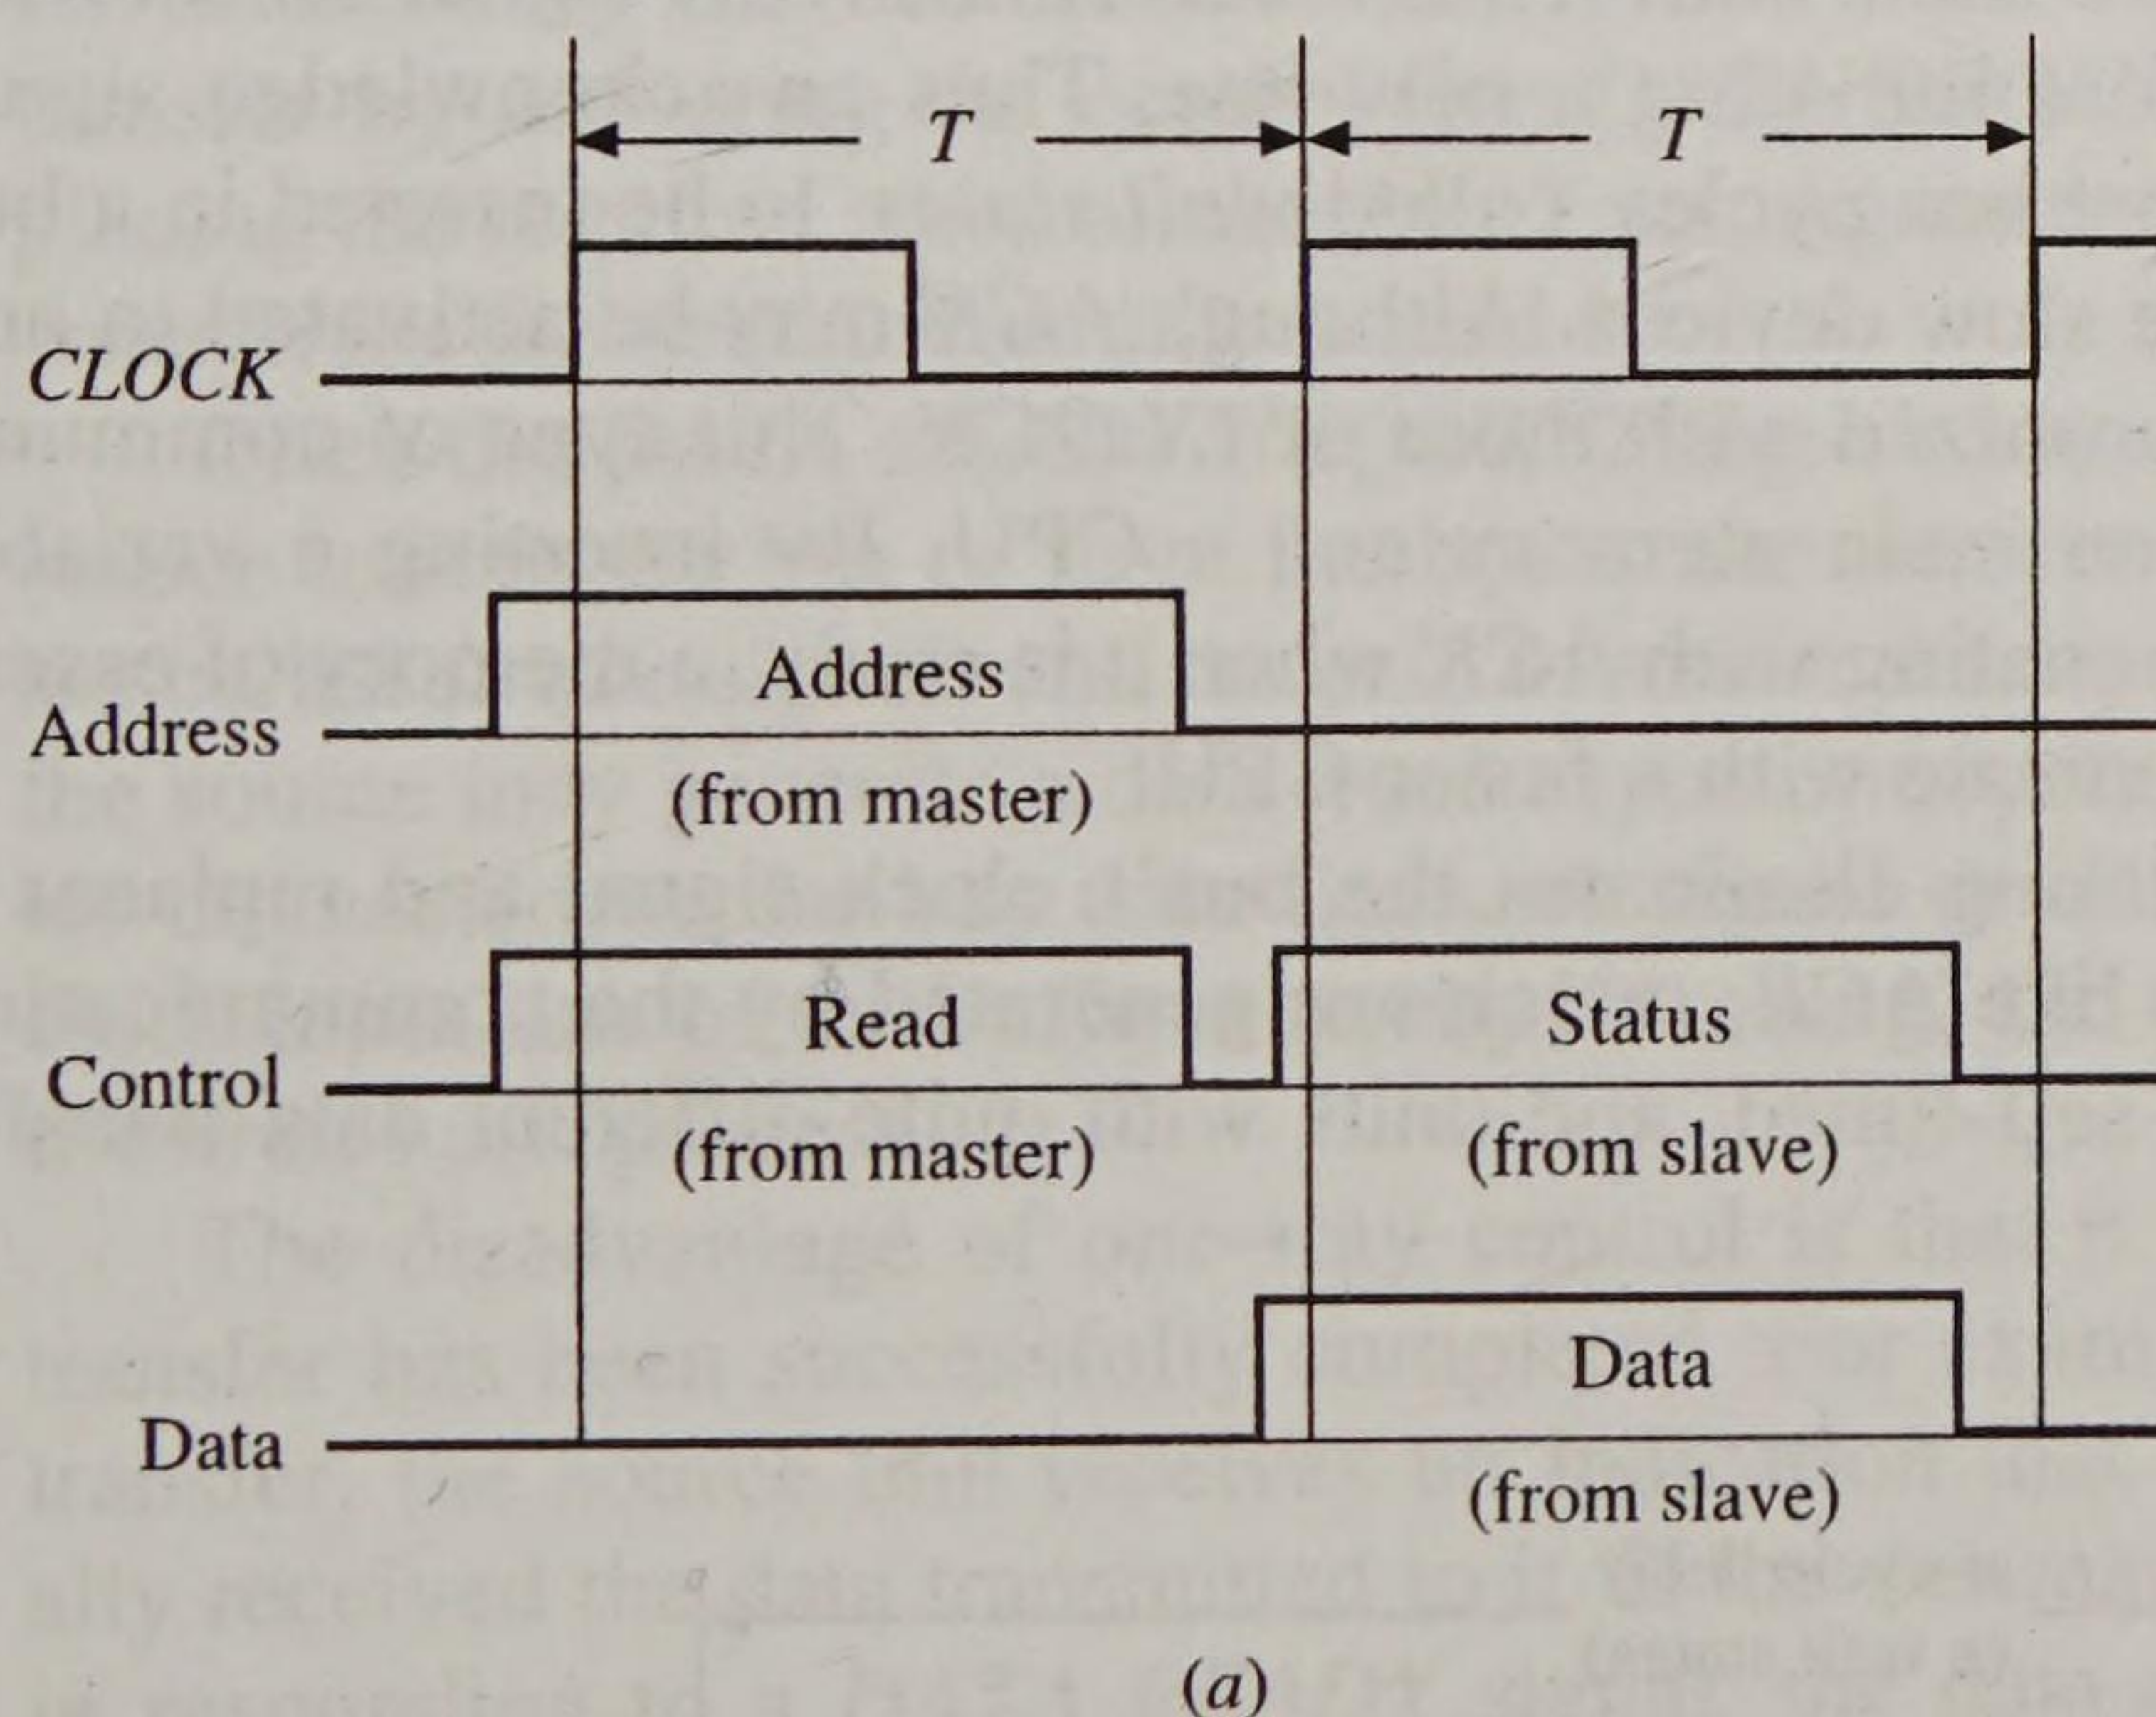 T T
CLOCK
Address
Address
(from master)
Read Status
Control
(from master) (from slave)
Data
Data
(from slave)
(a)